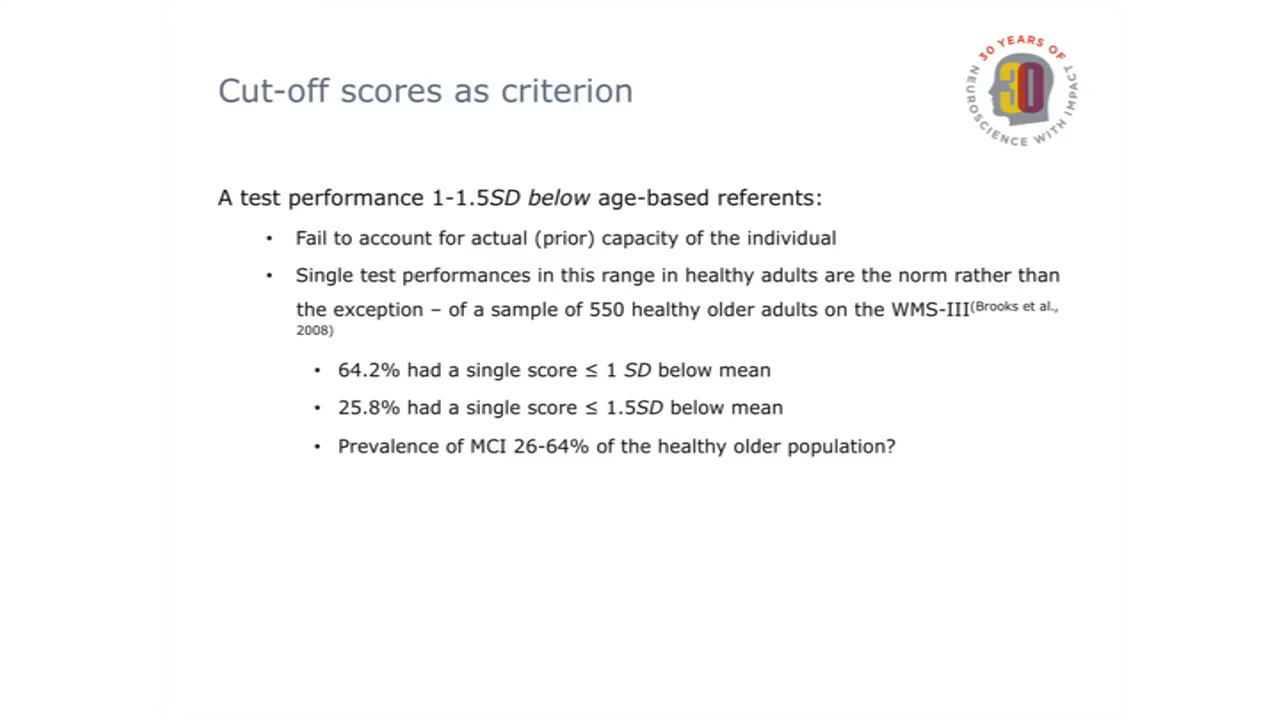 Cut-off scores as criterion
30 YEARS OF
NEUROSCIENCE WITH IMPACT
30
A test performance 1-1.5SD below age-based referents:
• Fail to account for actual (prior) capacity of the individual
• Single test performances in this range in healthy adults are the norm rather than
the exception – of a sample of 550 healthy older adults on the WMS-III(Brooks et al.,
2008)
• 64.2% had a single score ≤ 1 SD below mean
• 25.8% had a single score ≤ 1.5SD below mean
• Prevalence of MCI 26-64% of the healthy older population?